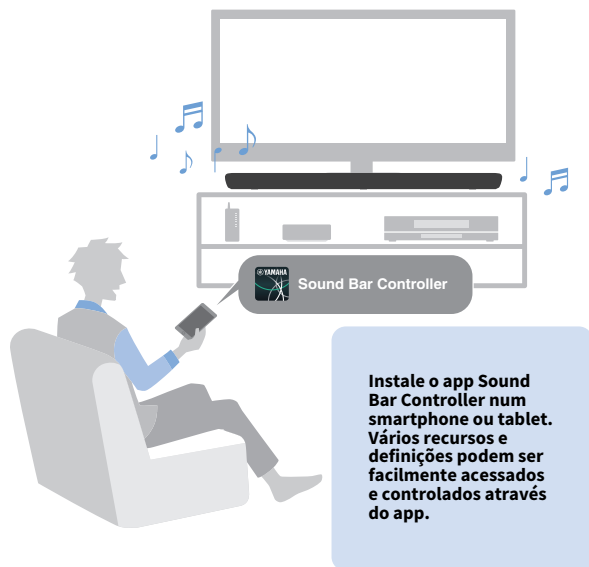 YAMAHA
Sound Bar Controller
Instale o app Sound
Bar Controller num
smartphone ou tablet.
Vários recursos e
definições podem ser
facilmente acessados
e controlados através
do app.